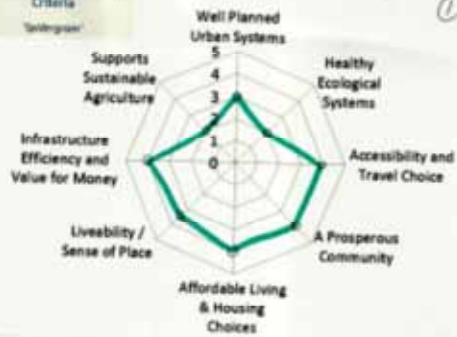 Criteria
'Spidergram'
Well Planned
Urban Systems
Healthy
Ecological
Systems
Accessibility and
Travel Choice
A Prosperous
Community
Affordable Living
& Housing
Choices
Liveability /
Sense of Place
Infrastructure
Efficiency and
Value for Money
Supports
Sustainable
Agriculture
5
4
3
2
1
0